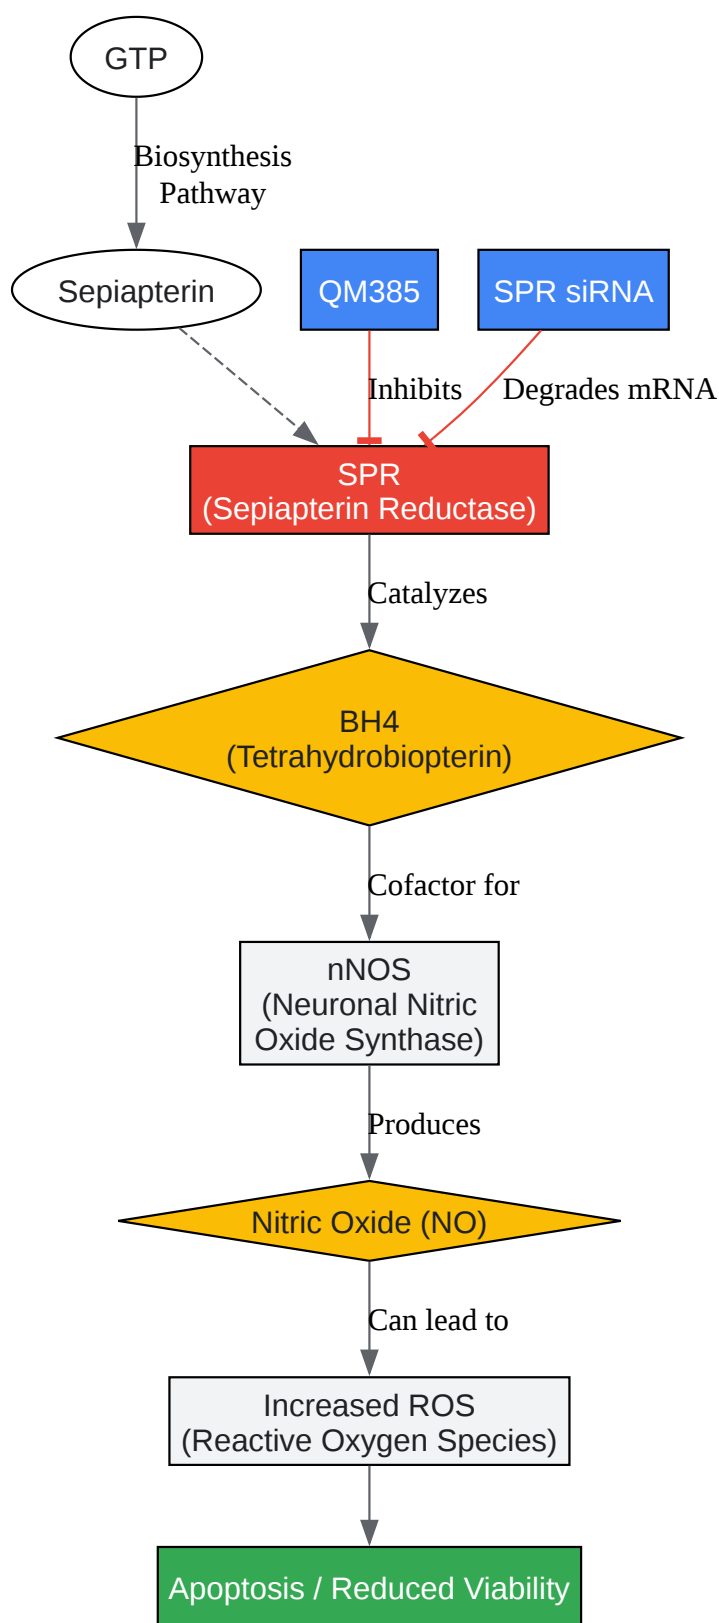 GTP
Biosynthesis
Pathway
Sepiapterin
QM385
SPR siRNA
Inhibits
Degrades mRNA
SPR
(Sepiapterin Reductase)
Catalyzes
BH4
(Tetrahydrobiopterin)
Cofactor for
nNOS
(Neuronal Nitric
Oxide Synthase)
Produces
Nitric Oxide (NO)
Can lead to
Increased ROS
(Reactive Oxygen Species)
Apoptosis / Reduced Viability